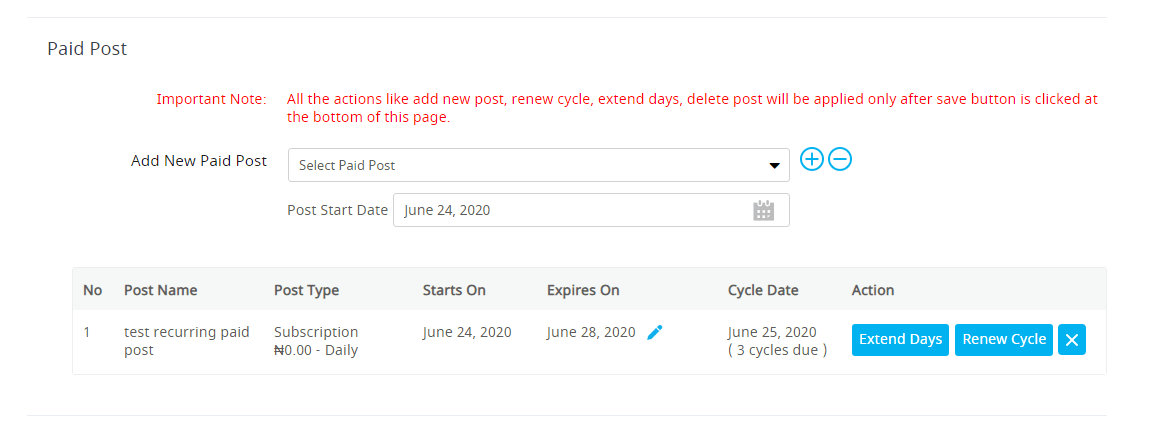 Paid Post
Important Note: All the actions like add new post, renew cycle, extend days, delete post will be applied only after save button is clicked at
the bottom of this page.
Add New Paid Post Select Paid Post
Post Start Date June 24, 2020
No Post Name Post Type Starts On Expires On Cycle Date Action
1 test recurring paid Subscription June 24, 2020 June 28, 2020 June 25, 2020 Extend Days Renew Cycle
post ₦0.00 - Daily ( 3 cycles due )